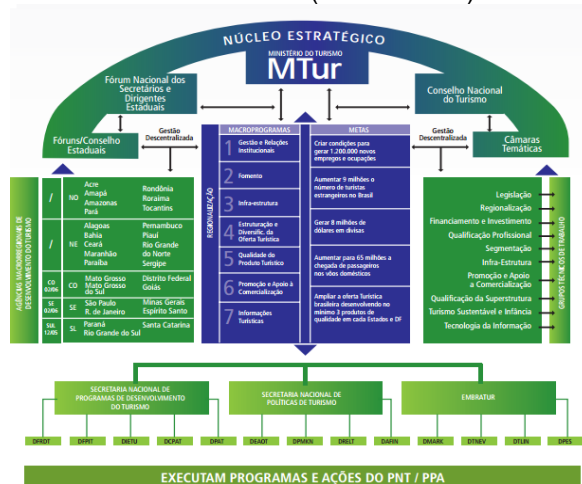 NÚCLEO ESTRATÉGICO
MINISTÉRIO DO TURISMO
MTur
Fórum Nacional dos
Secretários e
Dirigentes
Estaduais
Conselho Nacional
do Turismo
Fóruns/Conselho
Estaduais
Gestão
Descentralizada
Gestão
Descentralizada
Câmaras
Temáticas
AGÊNCIAS MACRORREGIONAIS DE
DESENVOLVIMENTO DO TURISMO
/
NO
Acre
Amapá
Amazonas
Pará
Rondônia
Roraima
Tocantins
/
NE
Alagoas
Bahia
Ceará
Maranhão
Paraíba
Pernambuco
Piauí
Rio Grande
do Norte
Sergipe
CO
02/06
CO
Mato Grosso
Mato Grosso
do Sul
Distrito Federal
Goiás
SE
02/06
SE
São Paulo
R. de Janeiro
Minas Gerais
Espírito Santo
SUL
12/05
SL
Paraná
Rio Grande do Sul
Santa Catarina
REGIONALIZAÇÃO
MACROPROGRAMAS
1 Gestão e Relações
Institucionais
2 Fomento
3 Infra-estrutura
4 Estruturação e
Diversific. da
Oferta Turística
5 Qualidade do
Produto Turístico
6 Promoção e Apoio à
Comercialização
7 Informações
Turísticas
METAS
Criar condições para
gerar 1.200.000 novos
empregos e ocupações
Aumentar 9 milhões o
número de turistas
estrangeiros no Brasil
Gerar 8 milhões de
dólares em divisas
Aumentar para 65 milhões a
chegada de passageiros
nos vôos domésticos
Ampliar a oferta Turística
brasileira desenvolvendo no
mínimo 3 produtos de
qualidade em cada Estados e DF
Legislação
Regionalização
Financiamento e Investimento
Qualificação Profissional
Segmentação
Infra-Estrutura
Promoção e Apoio
à Comercialização
Qualificação da Superstrutura
Turismo Sustentável e Infância
Tecnologia da Informação
GRUPOS TÉCNICOS DE TRABALHO
SECRETARIA NACIONAL DE
PROGRAMAS DE DESENVOLVIMENTO
DO TURISMO
SECRETARIA NACIONAL DE
POLÍTICAS DE TURISMO
EMBRATUR
DFRDT DFPIT DIETU DCPAT DPAT DEAOT DPMKN DRELT DAFIN DMARK DTNEV DTLIN DPES
EXECUTAM PROGRAMAS E AÇÕES DO PNT / PPA